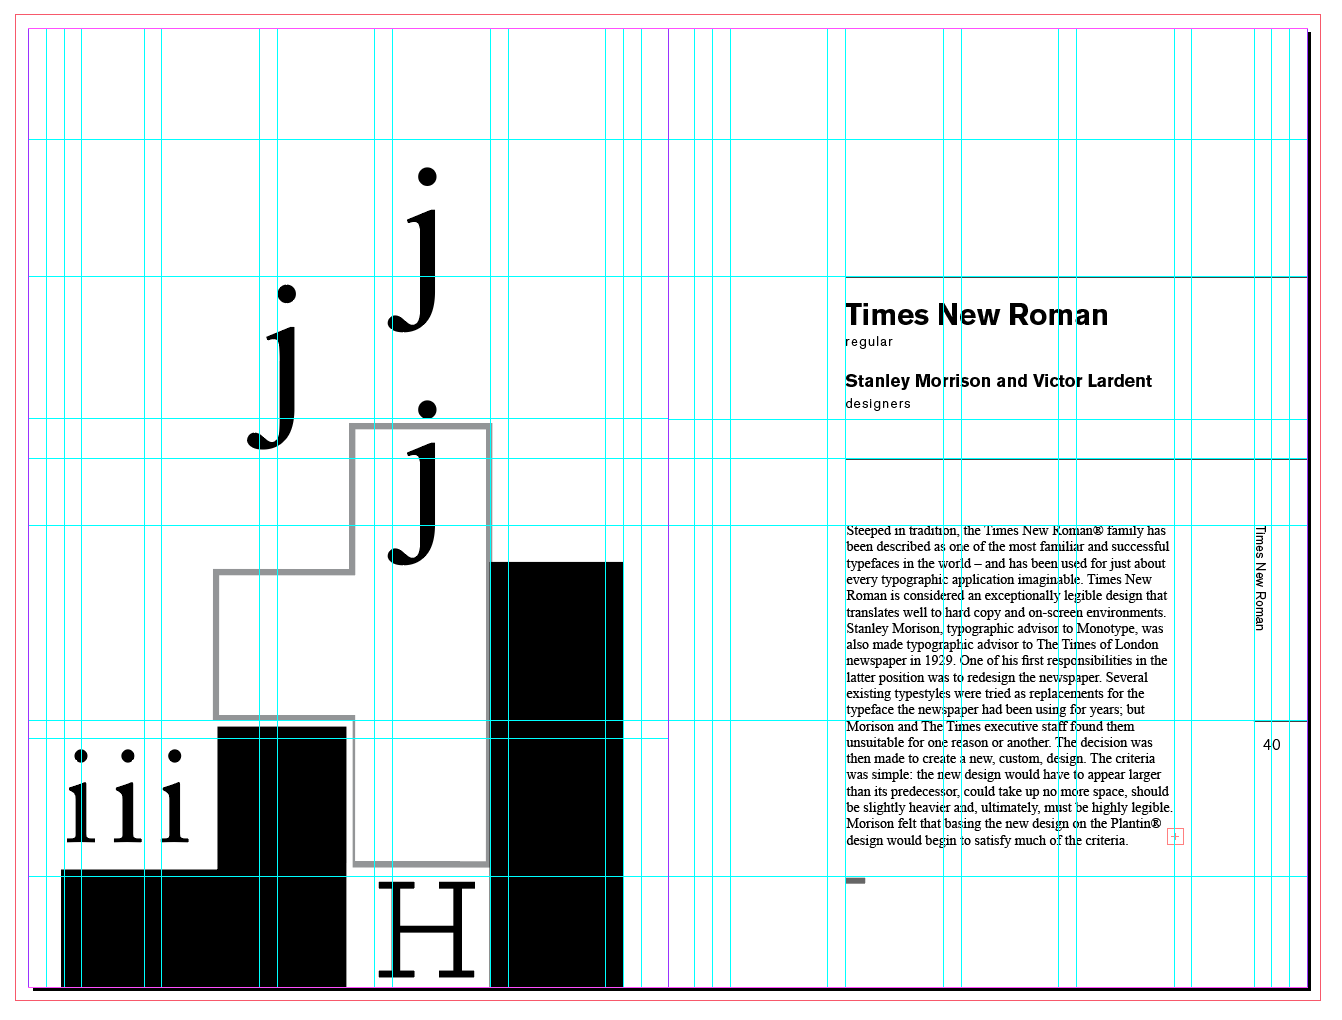 j
j
j
iii
H
Times New Roman
regular
Stanley Morrison and Victor Lardent
designers
Steeped in tradition, the Times New Roman® family has
been described as one of the most familiar and successful
typefaces in the world – and has been used for just about
every typographic application imaginable. Times New
Roman is considered an exceptionally legible design that
translates well to hard copy and on-screen environments.
Stanley Morison, typographic advisor to Monotype, was
also made typographic advisor to The Times of London
newspaper in 1929. One of his first responsibilities in the
latter position was to redesign the newspaper. Several
existing typestyles were tried as replacements for the
typeface the newspaper had been using for years; but
Morison and The Times executive staff found them
unsuitable for one reason or another. The decision was
then made to create a new, custom, design. The criteria
was simple: the new design would have to appear larger
than its predecessor, could take up no more space, should
be slightly heavier and, ultimately, must be highly legible.
Morison felt that basing the new design on the Plantin®
design would begin to satisfy much of the criteria.
Times New Roman
40